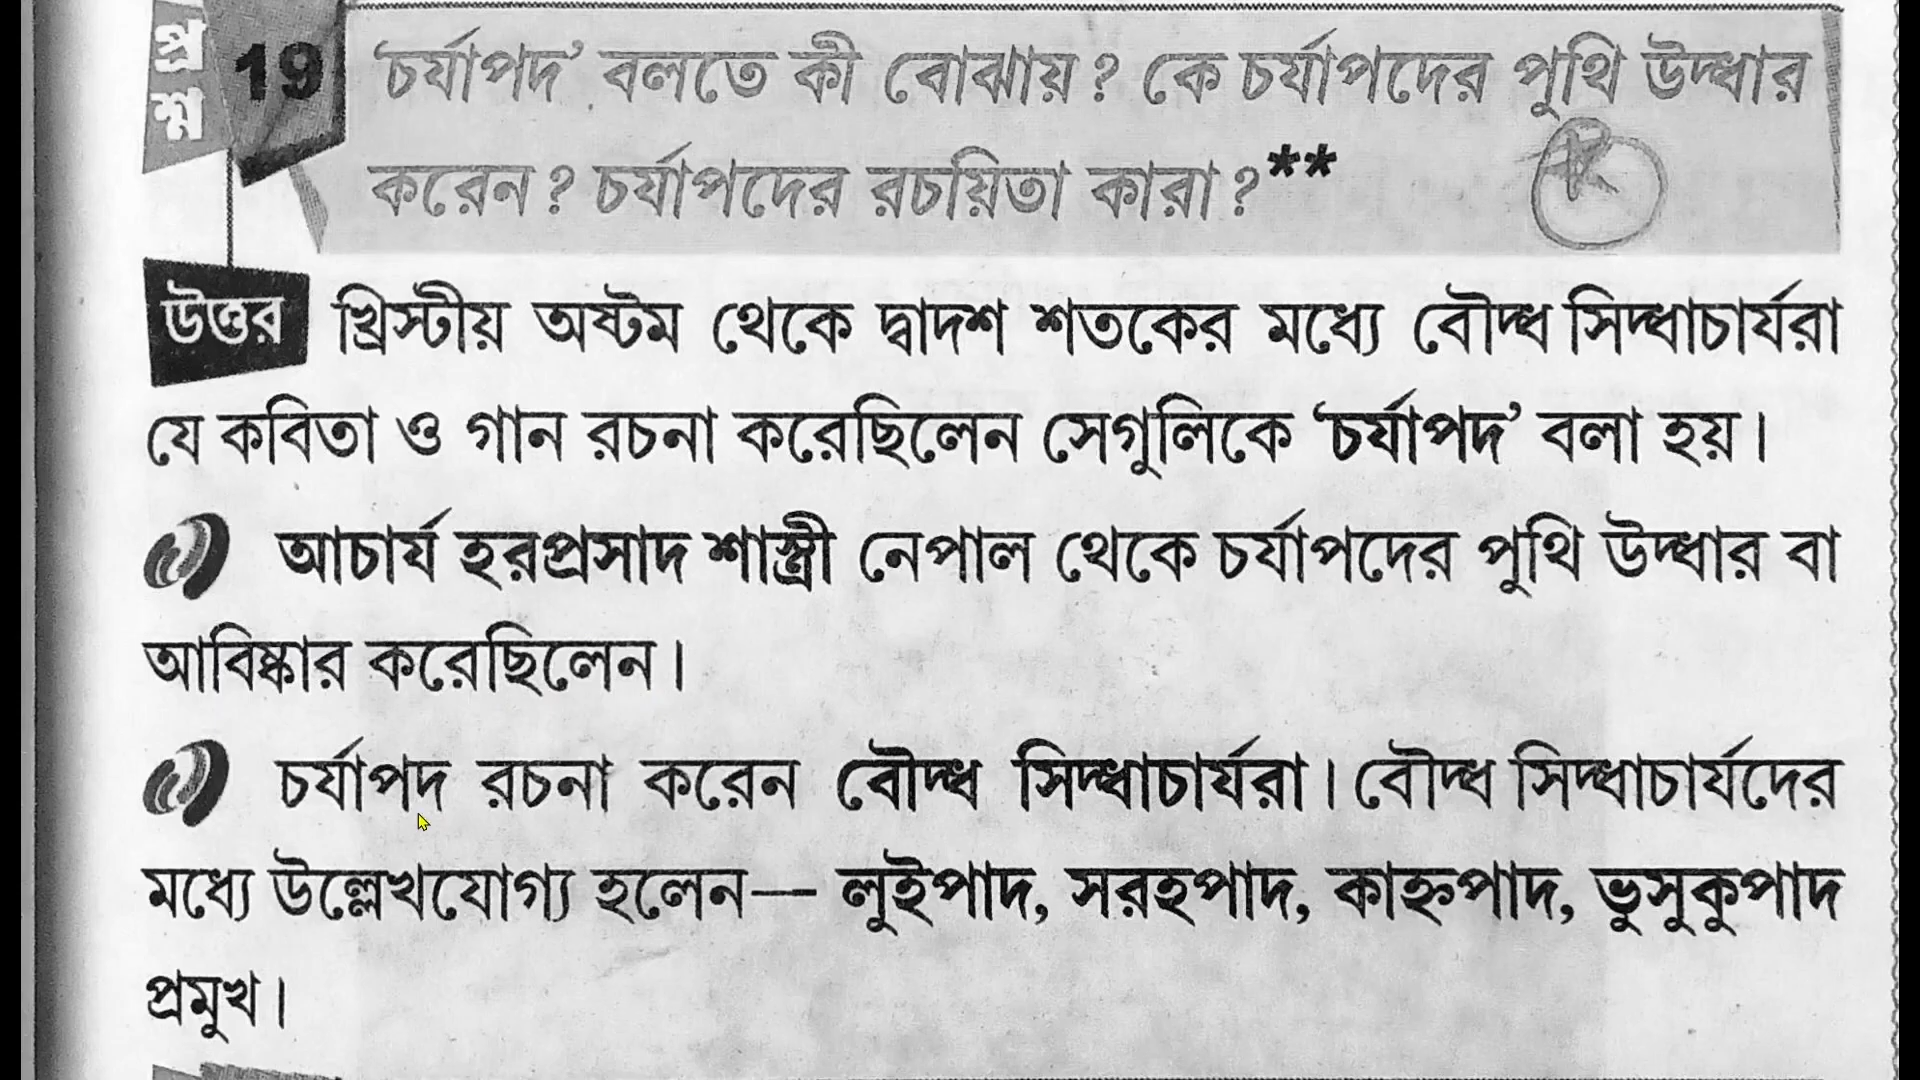 প্রশ্ন 19 'চর্যাপদ' বলতে কী বোঝায়? কে চর্যাপদের পুথি উদ্ধার
করেন? চর্যাপদের রচয়িতা কারা?**
উত্তর খ্রিস্টীয় অষ্টম থেকে দ্বাদশ শতকের মধ্যে বৌদ্ধ সিদ্ধাচার্যরা
যে কবিতা ও গান রচনা করেছিলেন সেগুলিকে 'চর্যাপদ' বলা হয়।
আচার্য হরপ্রসাদ শাস্ত্রী নেপাল থেকে চর্যাপদের পুথি উদ্ধার বা
আবিষ্কার করেছিলেন।
চর্যাপদ রচনা করেন বৌদ্ধ সিদ্ধাচার্যরা। বৌদ্ধ সিদ্ধাচার্যদের
মধ্যে উল্লেখযোগ্য হলেন— লুইপাদ, সরহপাদ, কাহ্নপাদ, ভুসুকুপাদ
প্রমুখ।